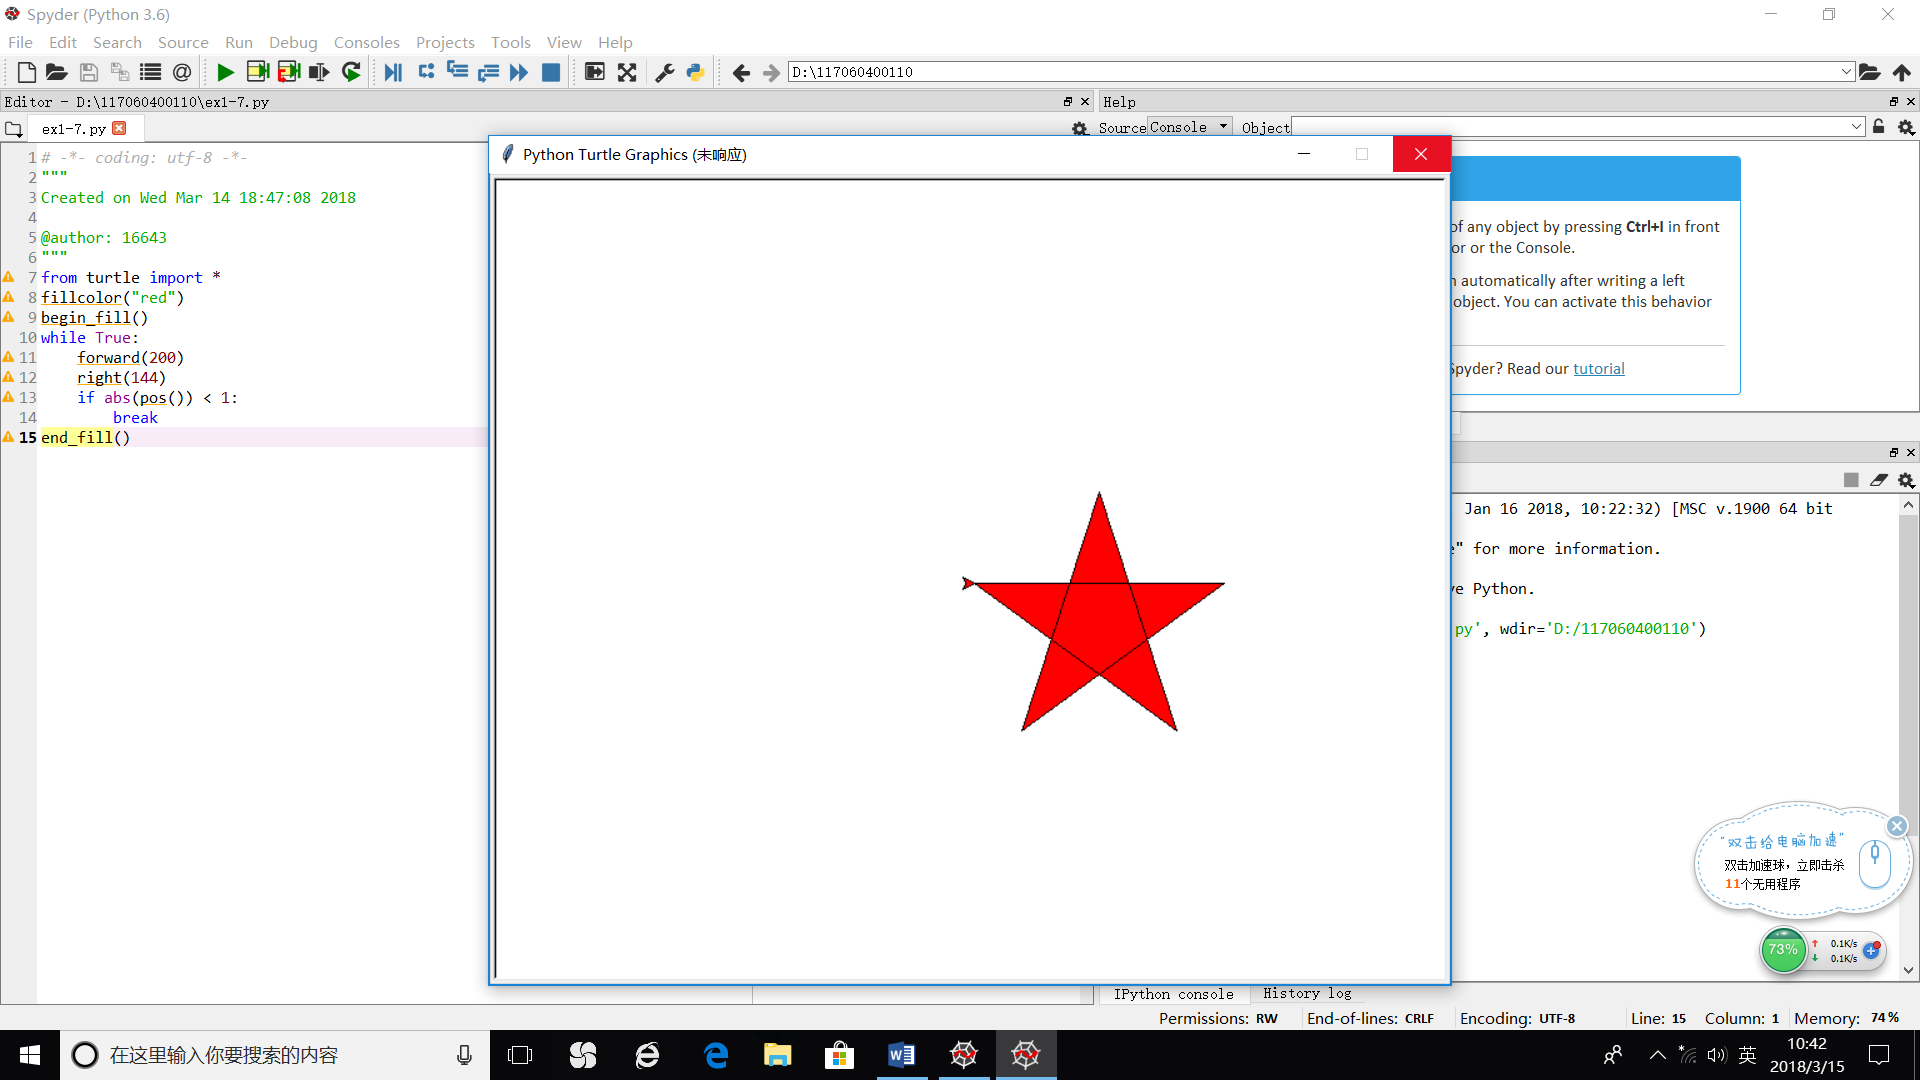 Spyder (Python 3.6)
File Edit Search Source Run Debug Consoles Projects Tools View Help
D:\117060400110
Editor - D:\117060400110\ex1-7.py
Help
ex1-7.py
Source Console Object
Python Turtle Graphics (未响应)
1 # -*- coding: utf-8 -*-
2 """
3 Created on Wed Mar 14 18:47:08 2018
4
5 @author: 16643
6 """
7 from turtle import *
8 fillcolor("red")
9 begin_fill()
10 while True:
11 forward(200)
12 right(144)
13 if abs(pos()) < 1:
14 break
15 end_fill()
of any object by pressing Ctrl+I in front
or or the Console.
automatically after writing a left
object. You can activate this behavior
Spyder? Read our tutorial
Jan 16 2018, 10:22:32) [MSC v.1900 64 bit
" for more information.
ve Python.
py', wdir='D:/117060400110')
"双击给电脑加速"
双击加速球，立即击杀
11个无用程序
73%
0.1K/s
0.1K/s
IPython console History log
Permissions: RW End-of-lines: CRLF Encoding: UTF-8 Line: 15 Column: 1 Memory: 74 %
在这里输入你要搜索的内容
英
10:42
2018/3/15